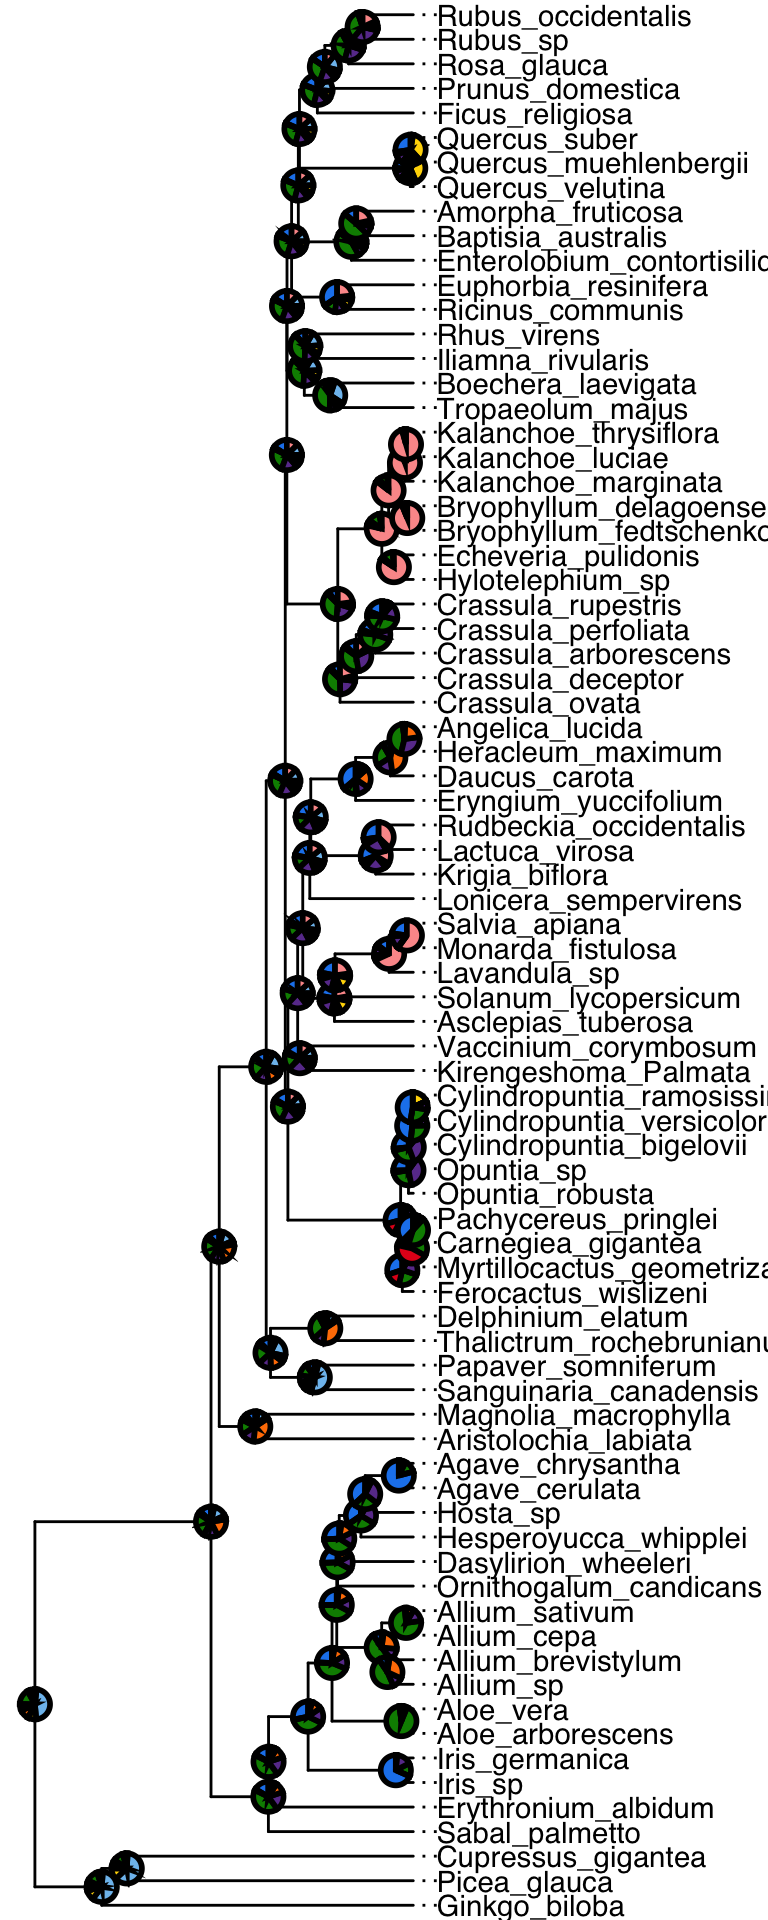 Rubus_occidentalis
Rubus_sp
Rosa_glauca
Prunus_domestica
Ficus_religiosa
Quercus_suber
Quercus_muehlenbergii
Quercus_velutina
Amorpha_fruticosa
Baptisia_australis
Enterolobium_contortisilic
Euphorbia_resinifera
Ricinus_communis
Rhus_virens
Iliamna_rivularis
Boechera_laevigata
Tropaeolum_majus
Kalanchoe_thrysiflora
Kalanchoe_luciae
Kalanchoe_marginata
Bryophyllum_delagoense
Bryophyllum_fedtschenko
Echeveria_pulidonis
Hylotelephium_sp
Crassula_rupestris
Crassula_perfoliata
Crassula_arborescens
Crassula_deceptor
Crassula_ovata
Angelica_lucida
Heracleum_maximum
Daucus_carota
Eryngium_yuccifolium
Rudbeckia_occidentalis
Lactuca_virosa
Krigia_biflora
Lonicera_sempervirens
Salvia_apiana
Monarda_fistulosa
Lavandula_sp
Solanum_lycopersicum
Asclepias_tuberosa
Vaccinium_corymbosum
Kirengeshoma_Palmata
Cylindropuntia_ramosissi
Cylindropuntia_versicolor
Cylindropuntia_bigelovii
Opuntia_sp
Opuntia_robusta
Pachycereus_pringlei
Carnegiea_gigantea
Myrtillocactus_geometriza
Ferocactus_wislizeni
Delphinium_elatum
Thalictrum_rochebrunianu
Papaver_somniferum
Sanguinaria_canadensis
Magnolia_macrophylla
Aristolochia_labiata
Agave_chrysantha
Agave_cerulata
Hosta_sp
Hesperoyucca_whipplei
Dasylirion_wheeleri
Ornithogalum_candicans
Allium_sativum
Allium_cepa
Allium_brevistylum
Allium_sp
Aloe_vera
Aloe_arborescens
Iris_germanica
Iris_sp
Erythronium_albidum
Sabal_palmetto
Cupressus_gigantea
Picea_glauca
Ginkgo_biloba